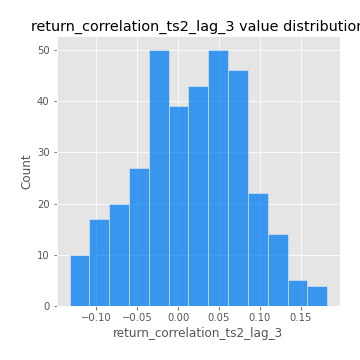 return_correlation_ts2_lag_3 value distribution
50
40
30
20
10
0
Count
−0.10 −0.05 0.00 0.05 0.10 0.15
return_correlation_ts2_lag_3